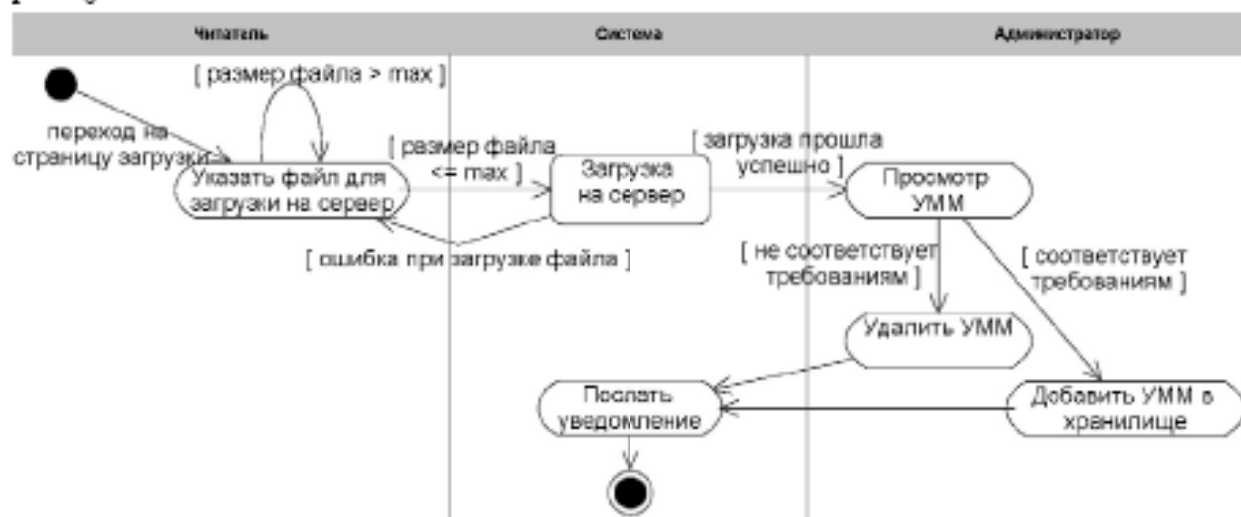 Читатель
Система
Администратор
[ размер файла > max ]
переход на
страницу загрузки
[ размер файла
<= max ]
[ загрузка прошла
успешно ]
Указать файл для
загрузки на сервер
Загрузка
на сервер
Просмотр
УММ
[ ошибка при загрузке файла ]
[ не соответствует
требованиям ]
[ соответствует
требованиям ]
Удалить УММ
Послать
уведомление
Добавить УММ в
хранилище